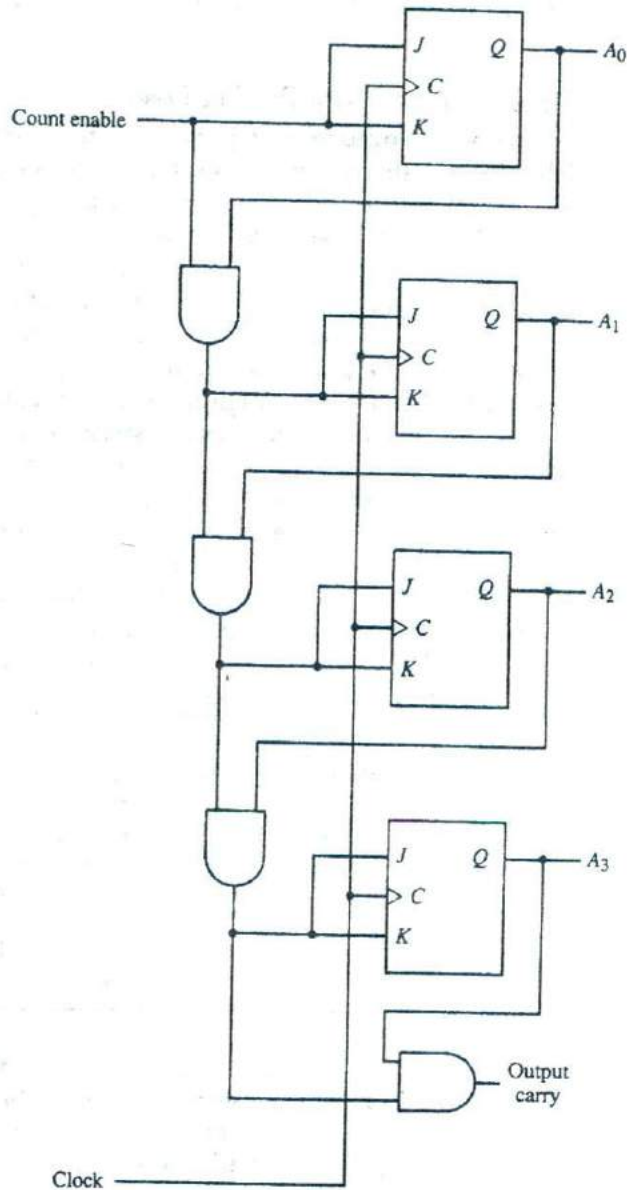 J Q A0
C
Count enable
K
J Q A1
C
K
J Q A2
C
K
J Q A3
C
K
Output
carry
Clock